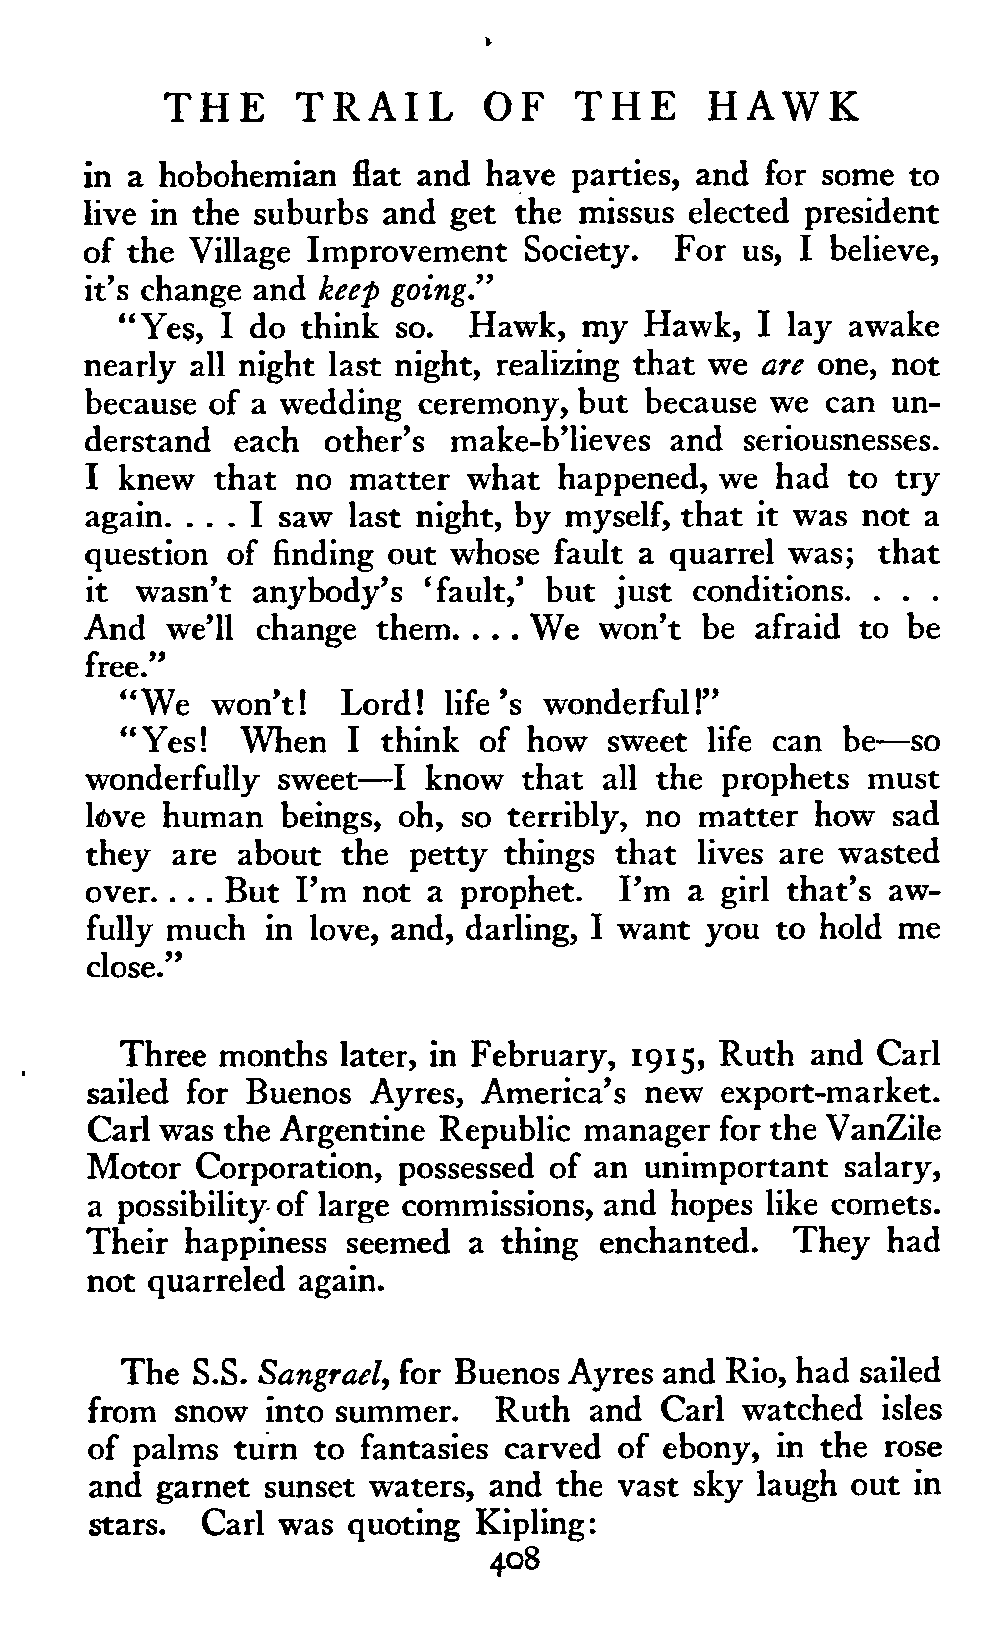 THE TRAIL OF THE HAWK
in a hobohemian flat and have parties, and for some to
live in the suburbs and get the missus elected president
of the Village Improvement Society. For us, I believe,
it's change and keep going."
"Yes, I do think so. Hawk, my Hawk, I lay awake
nearly all night last night, realizing that we are one, not
because of a wedding ceremony, but because we can un-
derstand each other's make-b'lieves and seriousnesses.
I knew that no matter what happened, we had to try
again. . . . I saw last night, by myself, that it was not a
question of finding out whose fault a quarrel was; that
it wasn't anybody's 'fault,' but just conditions. . . .
And we'll change them. . . . We won't be afraid to be
free."
"We won't! Lord! life's wonderful!"
"Yes! When I think of how sweet life can be—so
wonderfully sweet—I know that all the prophets must
love human beings, oh, so terribly, no matter how sad
they are about the petty things that lives are wasted
over. . . . But I'm not a prophet. I'm a girl that's aw-
fully much in love, and, darling, I want you to hold me
close."
Three months later, in February, 1915, Ruth and Carl
sailed for Buenos Ayres, America's new export-market.
Carl was the Argentine Republic manager for the VanZile
Motor Corporation, possessed of an unimportant salary,
a possibility of large commissions, and hopes like comets.
Their happiness seemed a thing enchanted. They had
not quarreled again.
The S.S. Sangrael, for Buenos Ayres and Rio, had sailed
from snow into summer. Ruth and Carl watched isles
of palms turn to fantasies carved of ebony, in the rose
and garnet sunset waters, and the vast sky laugh out in
stars. Carl was quoting Kipling:
408